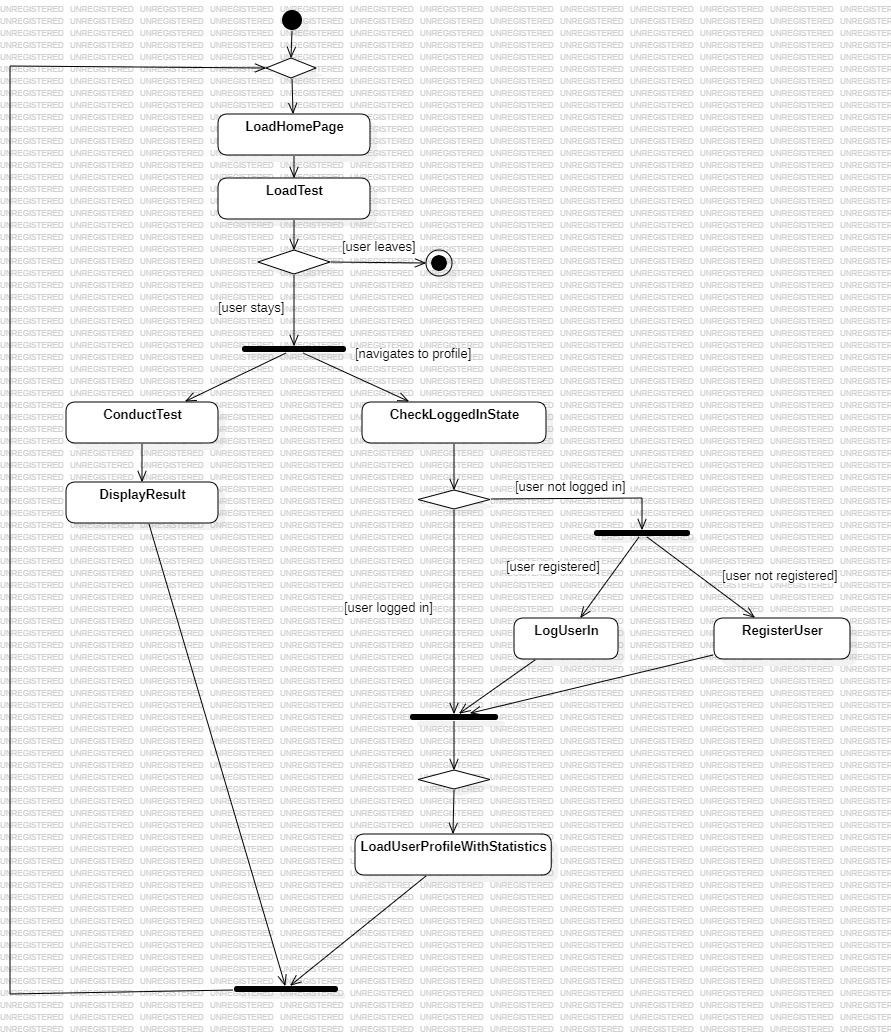 LoadHomePage
LoadTest
[user leaves]
[user stays]
[navigates to profile]
ConductTest
CheckLoggedInState
[user not logged in]
DisplayResult
[user registered]
[user not registered]
[user logged in]
LogUserIn
RegisterUser
LoadUserProfileWithStatistics
UNREGISTERED